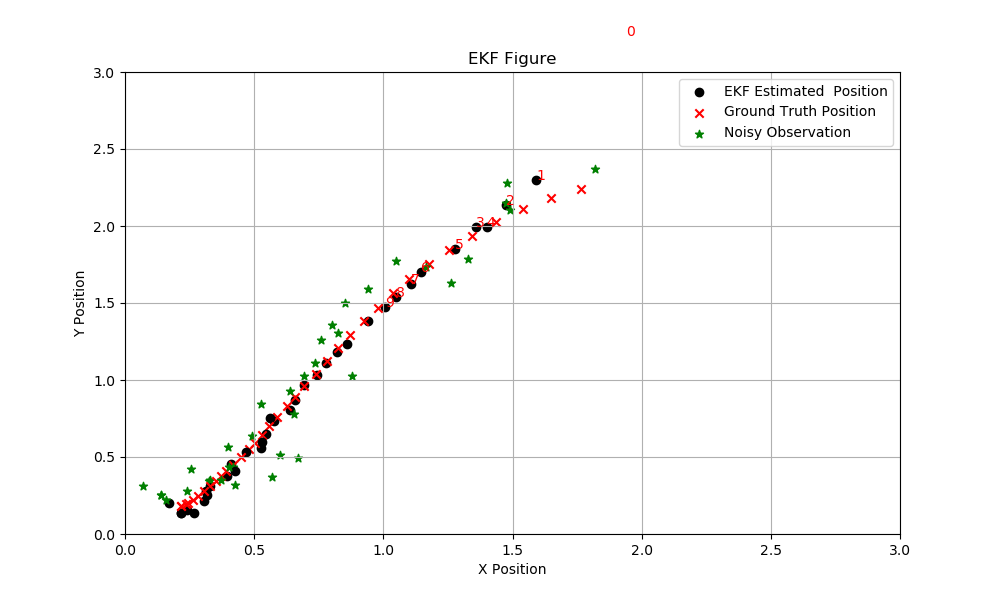 0
EKF Figure
EKF Estimated  Position
Ground Truth Position
Noisy Observation
3.0
2.5
2.0
1.5
1.0
0.5
0.0
Y Position
1
2
3
4
5
6
7
8
9
0.0 0.5 1.0 1.5 2.0 2.5 3.0
X Position